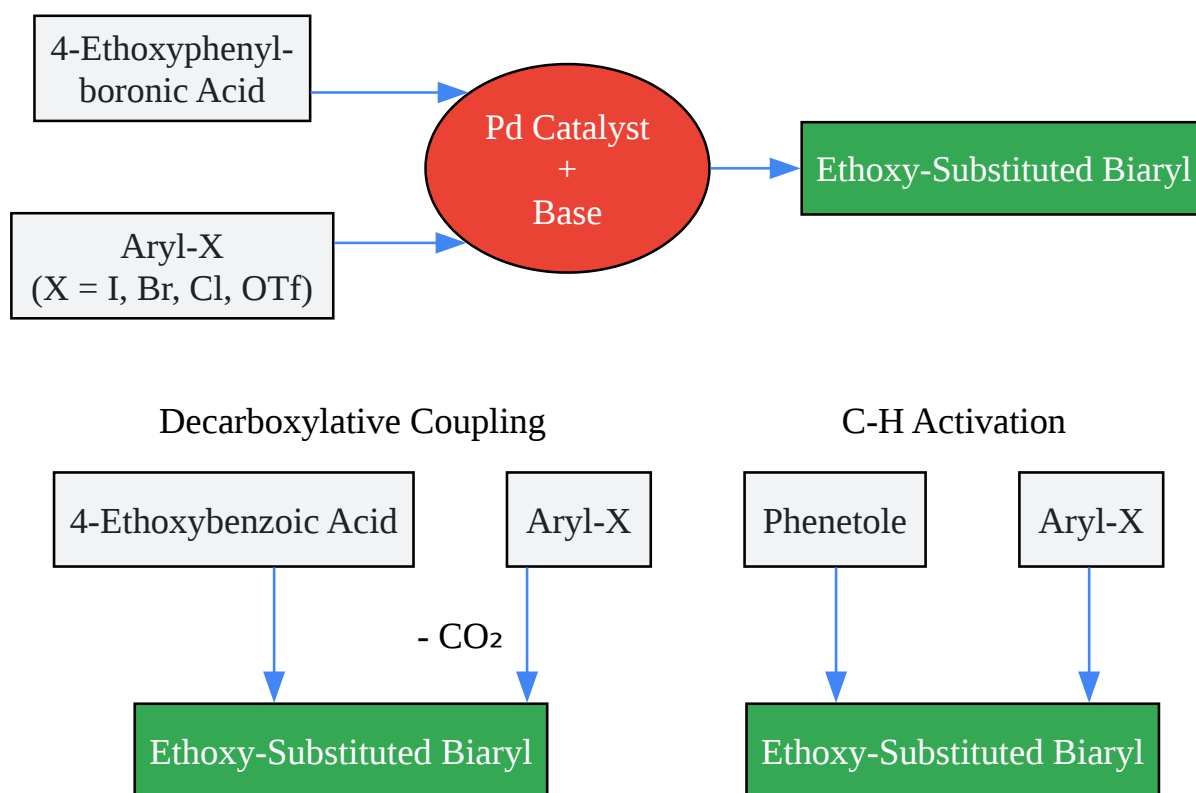 4-Ethoxyphenyl-
boronic Acid
Pd Catalyst
+
Base
Ethoxy-Substituted Biaryl
Aryl-X
(X = I, Br, Cl, OTf)
Decarboxylative Coupling
C-H Activation
4-Ethoxybenzoic Acid
Aryl-X
Phenetole
Aryl-X
- CO₂
Ethoxy-Substituted Biaryl
Ethoxy-Substituted Biaryl